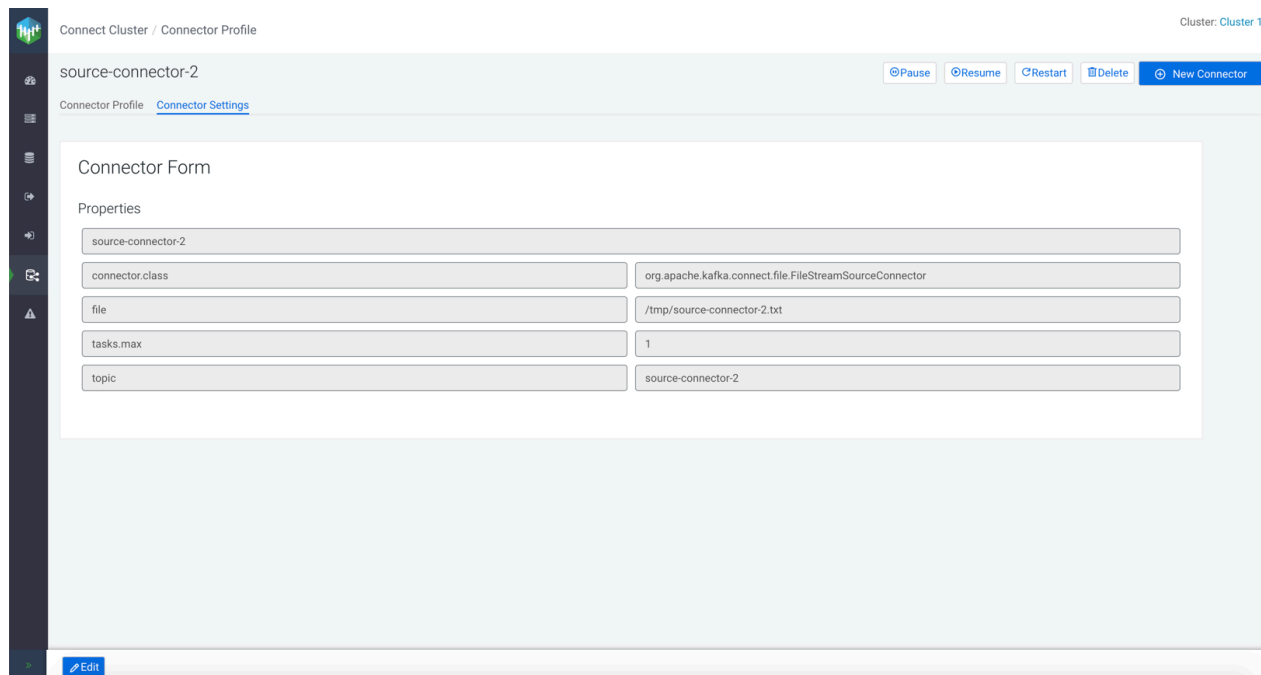 Connect Cluster / Connector Profile
Cluster: Cluster 1
source-connector-2
Pause Resume Restart Delete New Connector
Connector Profile Connector Settings
Connector Form
Properties
source-connector-2
connector.class org.apache.kafka.connect.file.FileStreamSourceConnector
file /tmp/source-connector-2.txt
tasks.max 1
topic source-connector-2
Edit